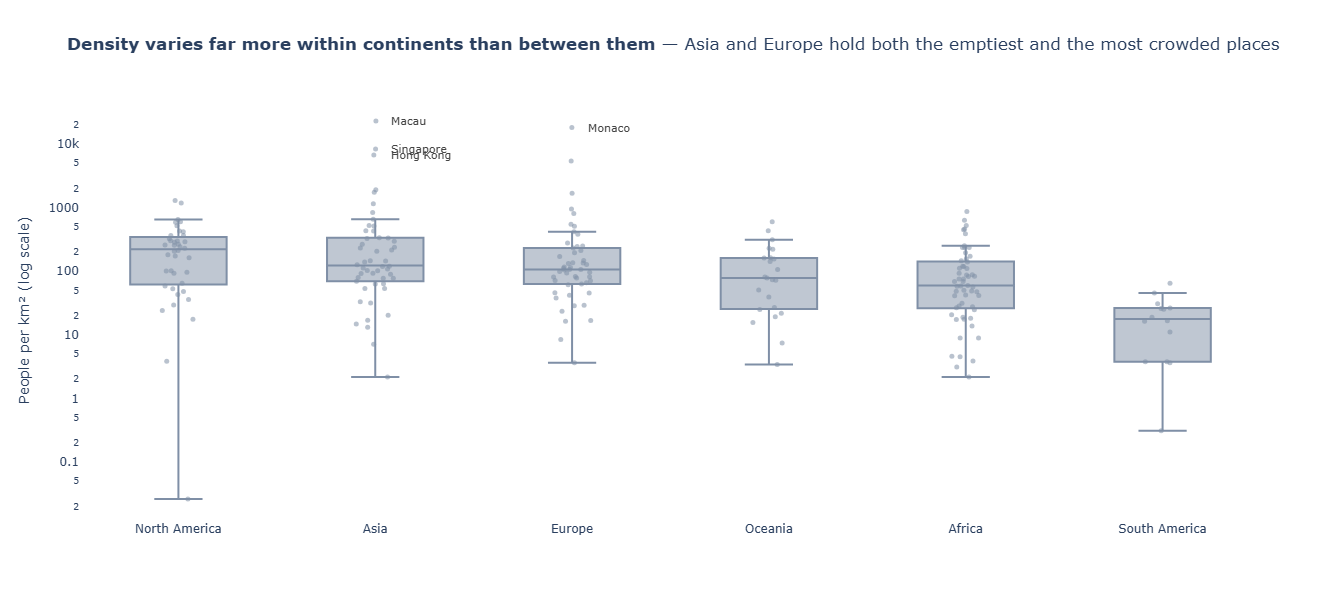 Density varies far more within continents than between them — Asia and Europe hold both the emptiest and the most crowded places
People per km² (log scale)
2
10k
5
2
1000
5
2
100
5
2
10
5
2
1
5
2
0.1
5
2
Macau
Singapore
Hong Kong
Monaco
North America
Asia
Europe
Oceania
Africa
South America